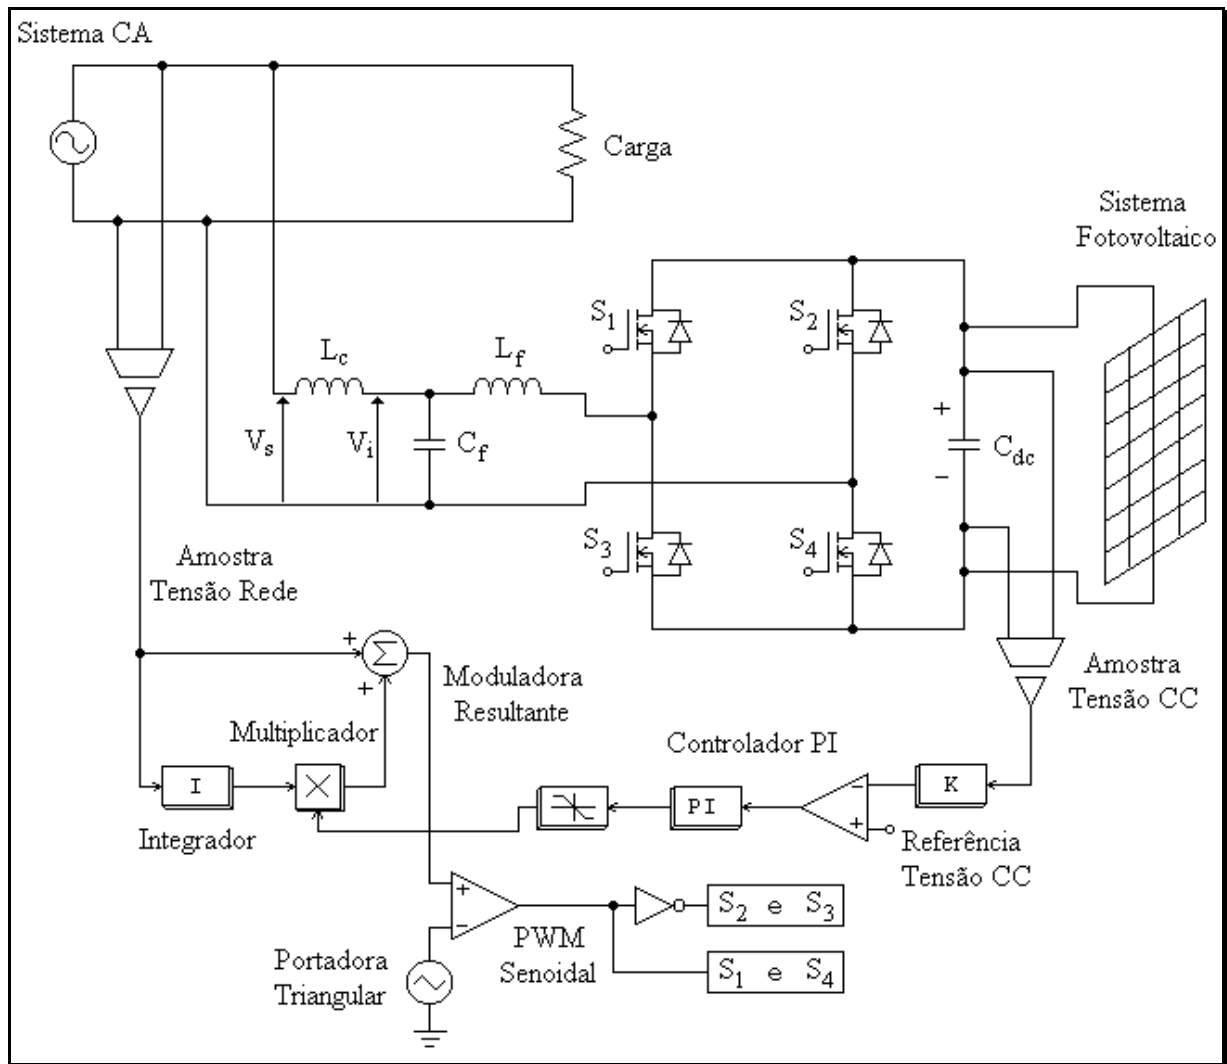 Sistema CA
Carga
Sistema
Fotovoltaico
S1
S2
Lc
Lf
Vs
Vi
Cf
+
Cdc
−
S3
S4
Amostra
Tensão Rede
+
Σ
+
Moduladora
Resultante
Amostra
Tensão CC
Multiplicador
Controlador PI
I
×
PI
−
+
K
Integrador
Referência
Tensão CC
+
−
S2 e S3
PWM
Senoidal
Portadora
Triangular
S1 e S4